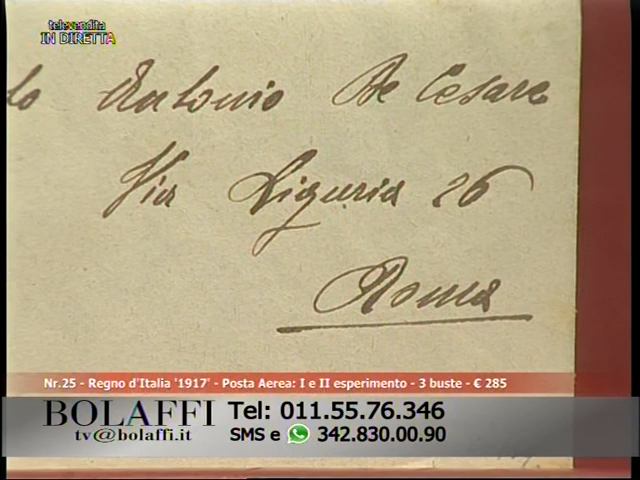 televendita
IN DIRETTA
lo Antonio De Cesare
Via Liguria 26
Roma
Nr.25 - Regno d'Italia '1917' - Posta Aerea: I e II esperimento - 3 buste - € 285
BOLAFFI
tv@bolaffi.it
Tel: 011.55.76.346
SMS e 342.830.00.90